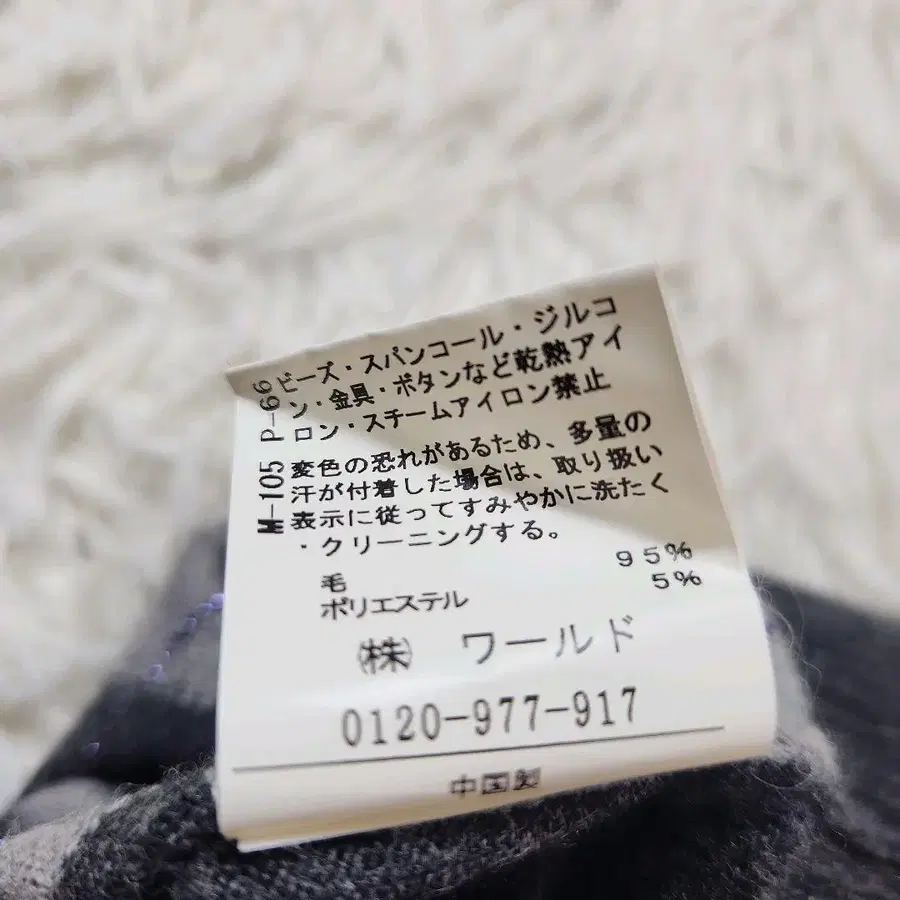 P-66
ビーズ・スパンコール・ジルコ
ン・金具・ボタンなど乾熱アイ
ロン・スチームアイロン禁止
M-105
変色の恐れがあるため、多量の
汗が付着した場合は、取り扱い
表示に従ってすみやかに洗たく
・クリーニングする。
毛 95%
ポリエステル 5%
㈱ ワールド
0120-977-917
中国製